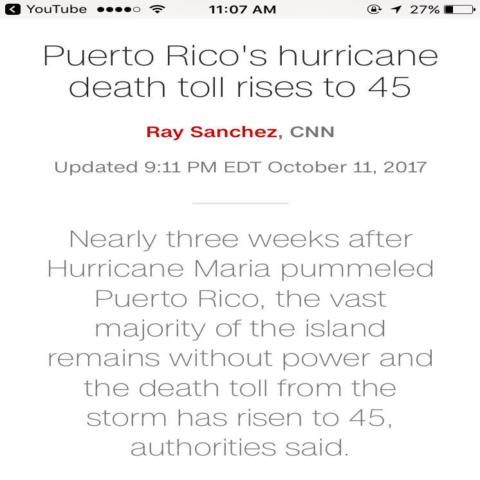 YouTube 11:07 AM 27%
Puerto Rico's hurricane
death toll rises to 45
Ray Sanchez, CNN
Updated 9:11 PM EDT October 11, 2017
Nearly three weeks after
Hurricane Maria pummeled
Puerto Rico, the vast
majority of the island
remains without power and
the death toll from the
storm has risen to 45,
authorities said.